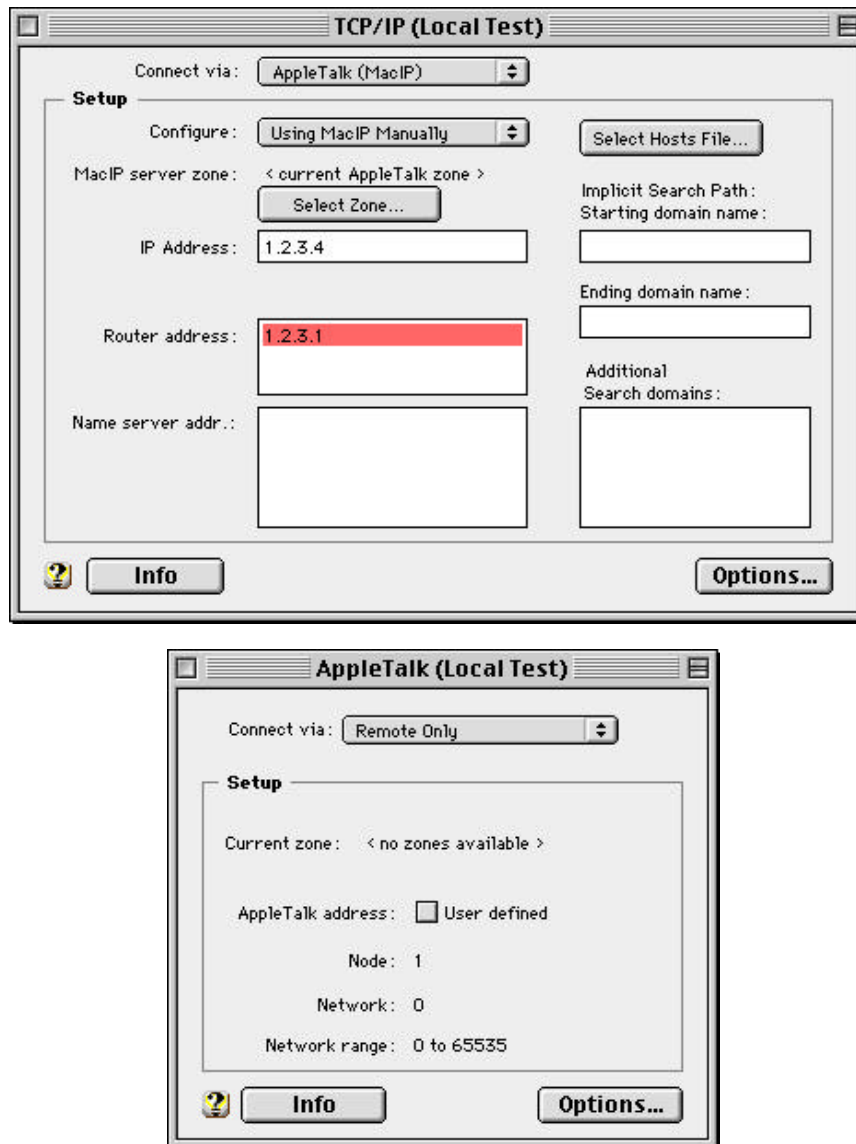 TCP/IP (Local Test)
Connect via: AppleTalk (MacIP)
Setup
Configure: Using MacIP Manually
Select Hosts File...
MacIP server zone: < current AppleTalk zone >
Select Zone...
Implicit Search Path:
Starting domain name:
IP Address: 1.2.3.4
Ending domain name:
Router address: 1.2.3.1
Additional
Search domains:
Name server addr.:
Info
Options...
AppleTalk (Local Test)
Connect via: Remote Only
Setup
Current zone: < no zones available >
AppleTalk address: User defined
Node: 1
Network: 0
Network range: 0 to 65535
Info
Options...